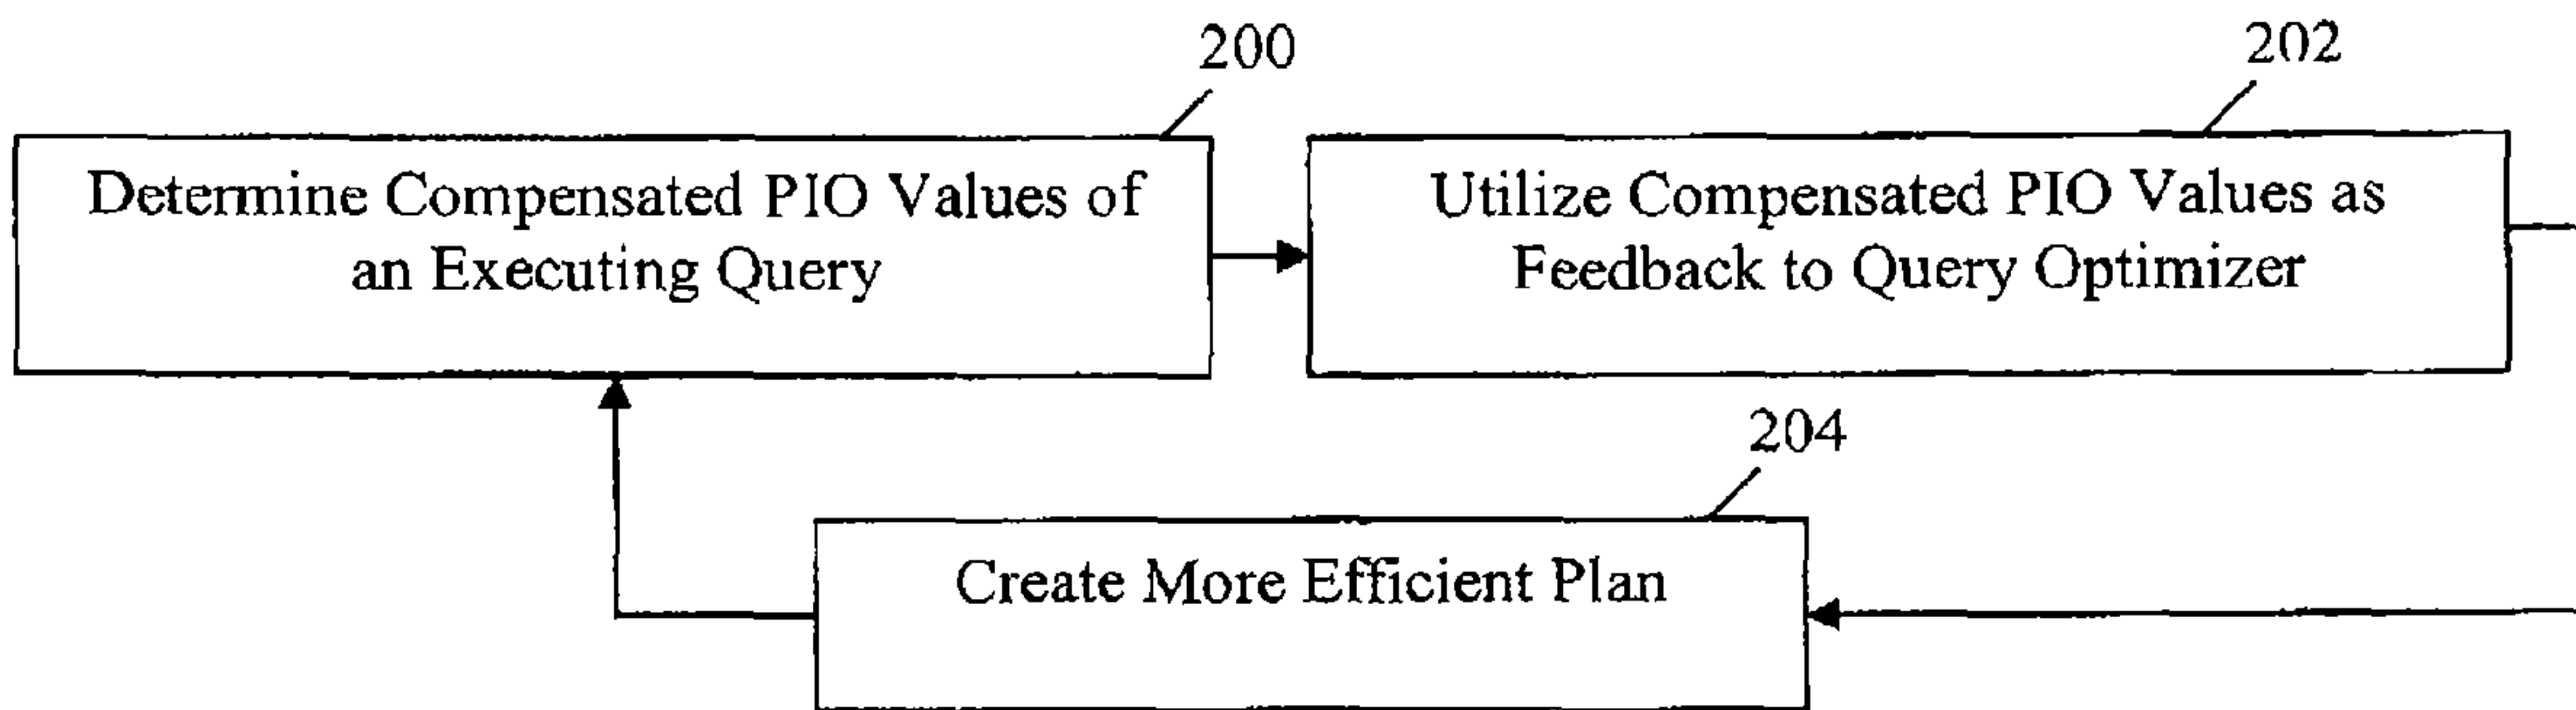 200
202
Determine Compensated PIO Values of
an Executing Query
Utilize Compensated PIO Values as
Feedback to Query Optimizer
204
Create More Efficient Plan